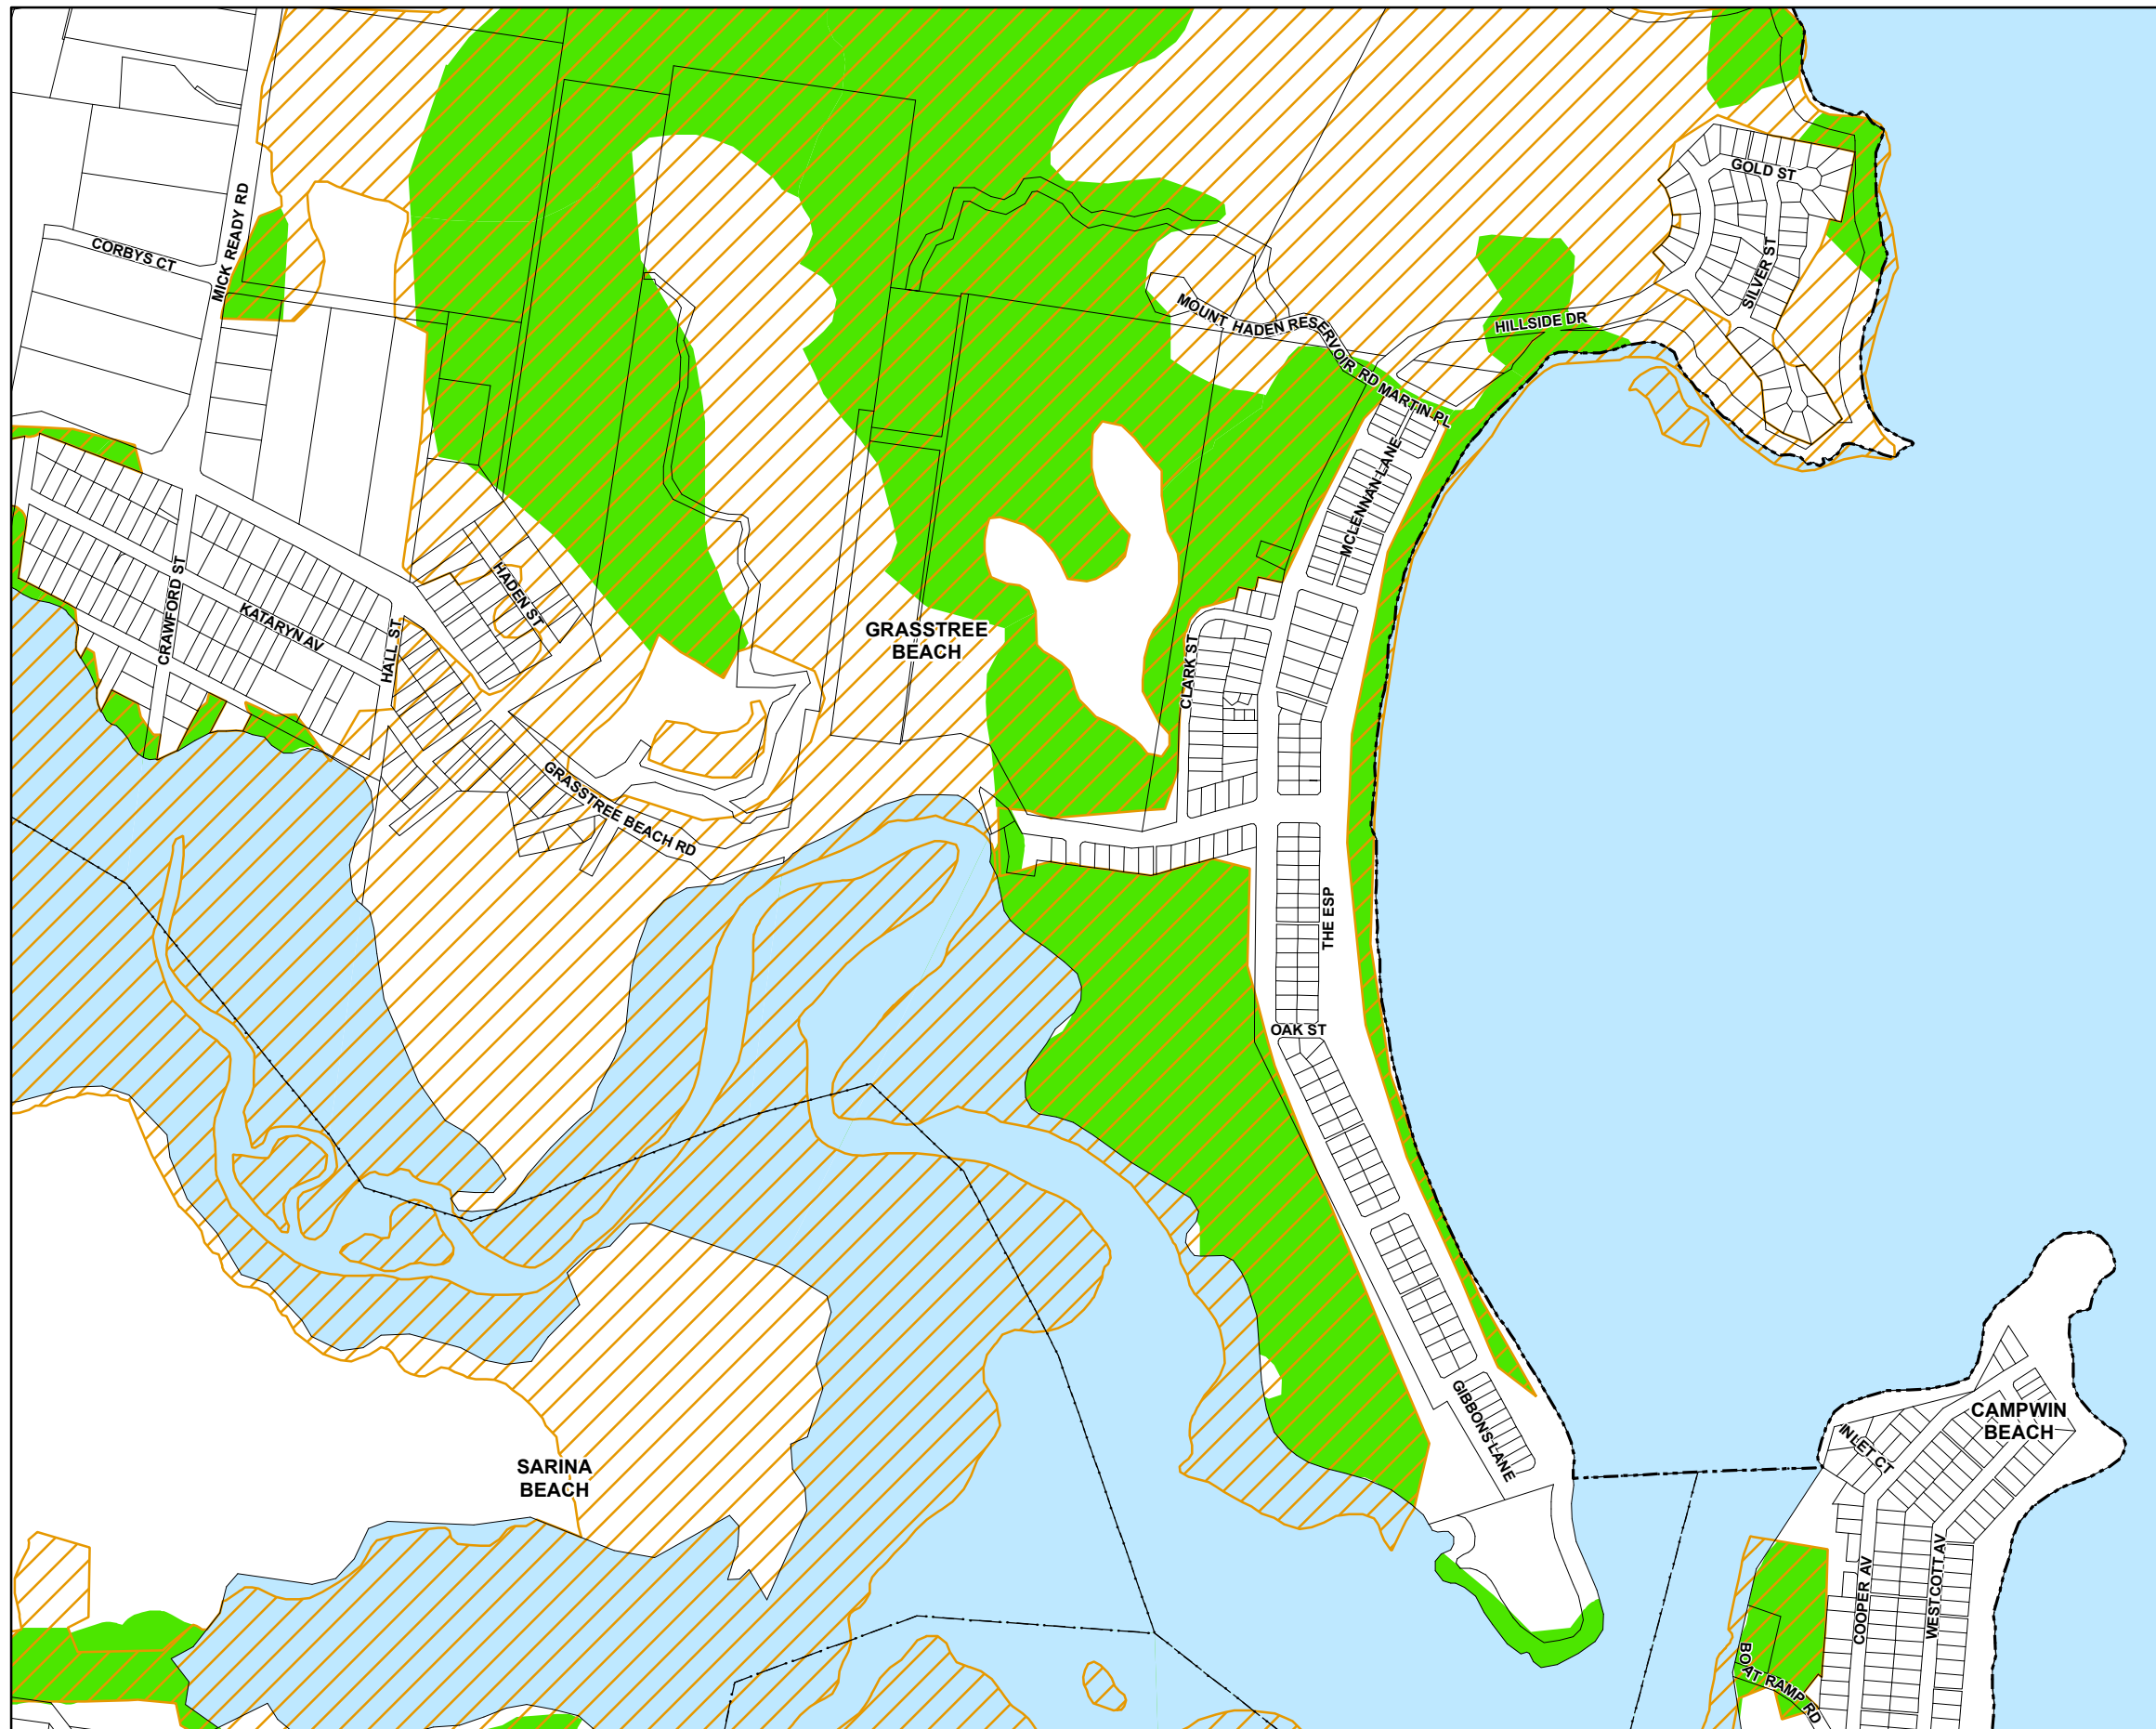 GOLD ST
MICK READY RD
CORBYS CT
SILVER ST
MOUNT HADEN RESERVOIR RD
HILLSIDE DR
MARTIN PL
MCLENNAN LANE
HADEN ST
CRAWFORD ST
KATARYN AV
HALL ST
GRASSTREE
BEACH
CLARK ST
GRASSTREE BEACH RD
THE ESP
OAK ST
GIBBONS LANE
CAMPWIN
BEACH
INLET CT
SARINA
BEACH
COOPER AV
WESTCOTT AV
BOAT RAMP RD